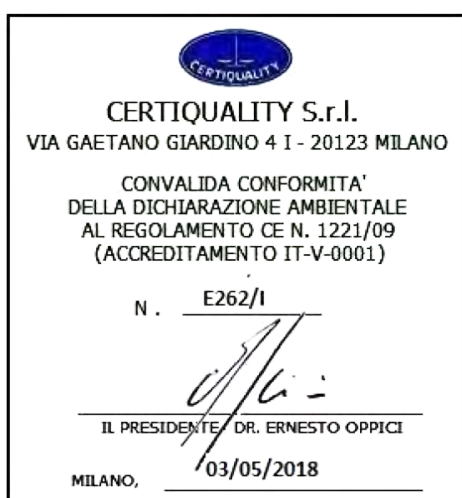 CERTIQUALITY
CERTIQUALITY S.r.l.
VIA GAETANO GIARDINO 4 I - 20123 MILANO
CONVALIDA CONFORMITA'
DELLA DICHIARAZIONE AMBIENTALE
AL REGOLAMENTO CE N. 1221/09
(ACCREDITAMENTO IT-V-0001)
N. E262/I
IL PRESIDENTE DR. ERNESTO OPPICI
MILANO, 03/05/2018